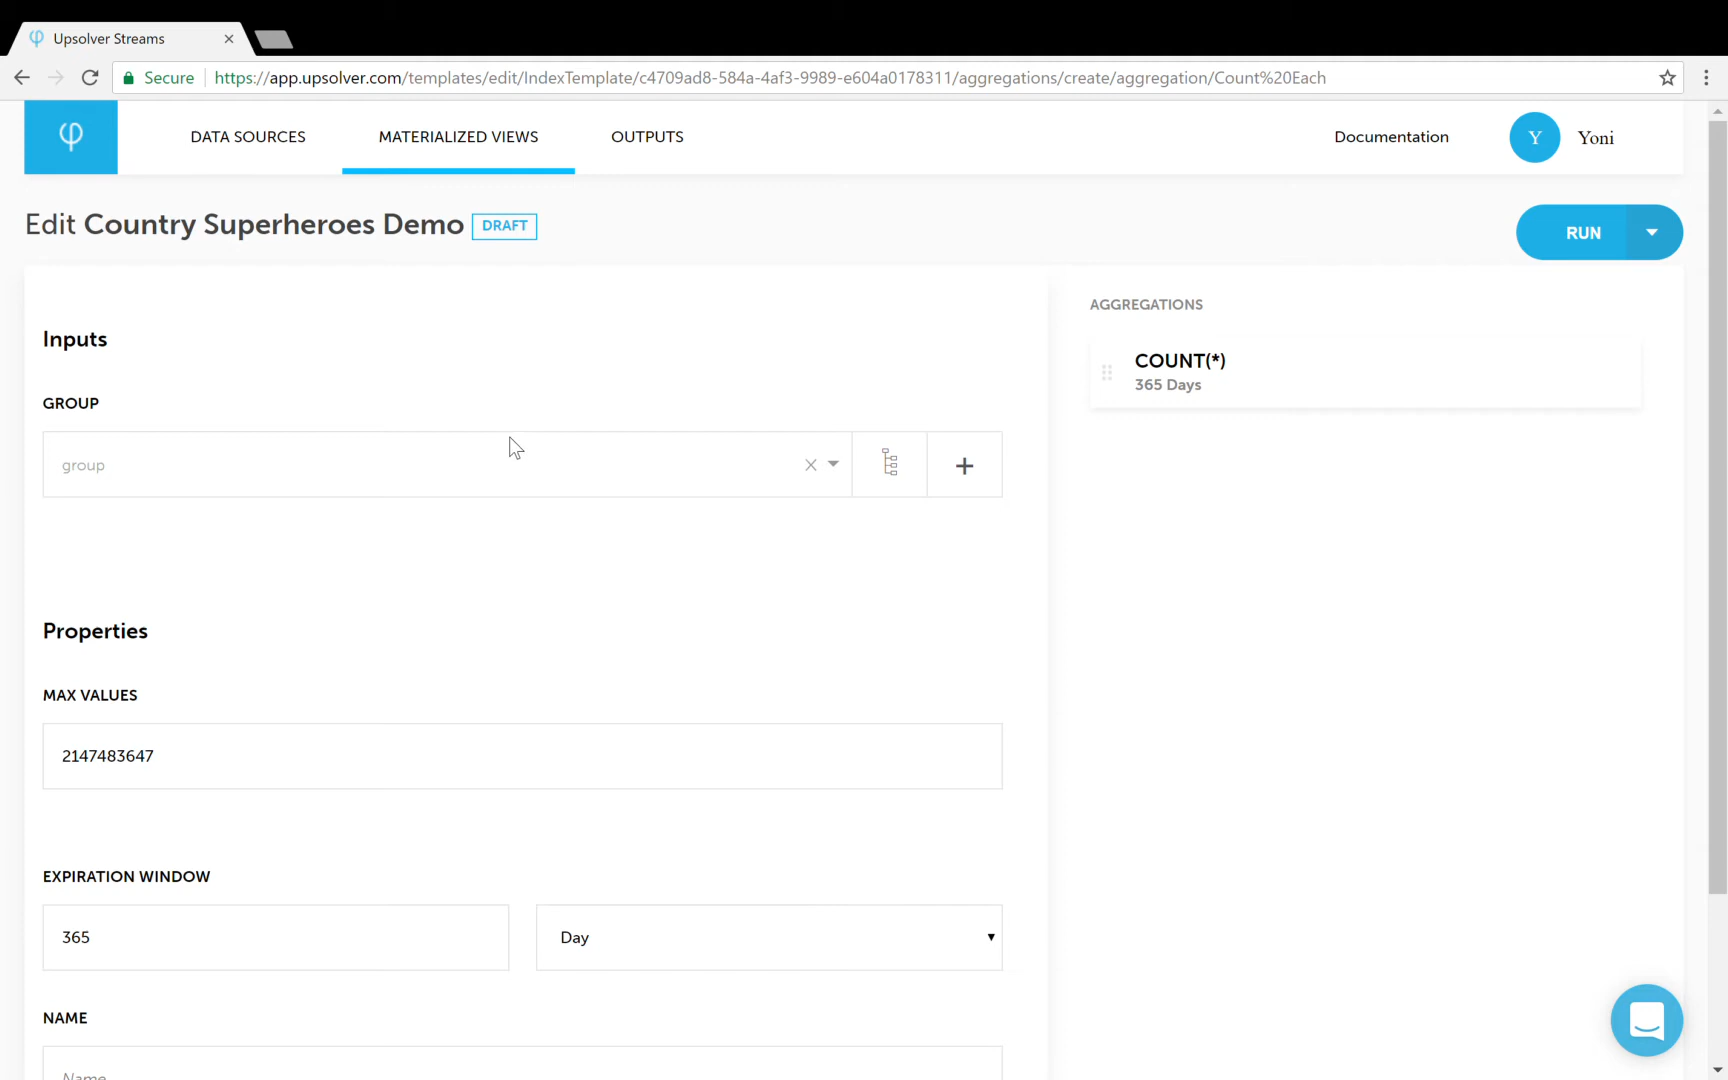 Upsolver Streams
Secure https://app.upsolver.com/templates/edit/IndexTemplate/c4709ad8-584a-4af3-9989-e604a0178311/aggregations/create/aggregation/Count%20Each
φ DATA SOURCES MATERIALIZED VIEWS OUTPUTS Documentation Y Yoni
Edit Country Superheroes Demo DRAFT
RUN
Inputs
GROUP
group
Properties
MAX VALUES
2147483647
EXPIRATION WINDOW
365 Day
NAME
Name
AGGREGATIONS
COUNT(*)
365 Days